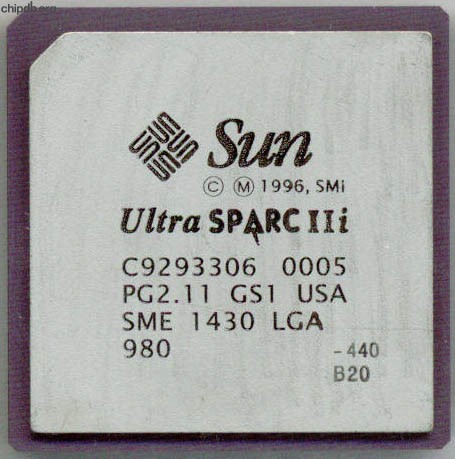 chipdb.org
Sun
© Ⓜ 1996, SMi
Ultra SPARC IIi
C9293306 0005
PG2.11 GS1 USA
SME 1430 LGA
980 -440
B20